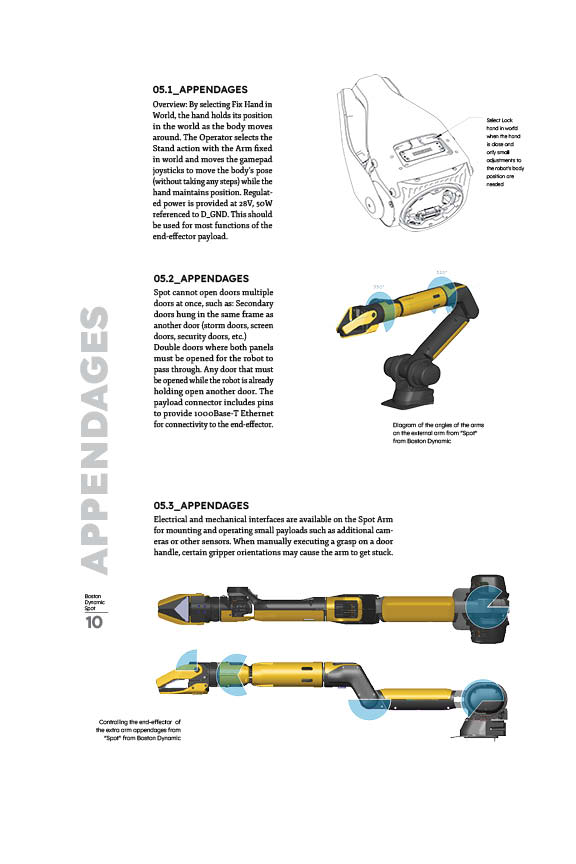 05.1_APPENDAGES
Overview: By selecting Fix Hand in
World, the hand holds its position
in the world as the body moves
around. The Operator selects the
Stand action with the Arm fixed
in world and moves the gamepad
joysticks to move the body's pose
(without taking any steps) while the
hand maintains position. Regulat-
ed power is provided at 28V, 50W
referenced to D_GND. This should
be used for most functions of the
end-effector payload.
Select Lock
hand in world
when the hand
is close and
only small
adjustments to
the robot's body
position are
needed
05.2_APPENDAGES
Spot cannot open doors multiple
doors at once, such as: Secondary
doors hung in the same frame as
another door (storm doors, screen
doors, security doors, etc.)
Double doors where both panels
must be opened for the robot to
pass through. Any door that must
be opened while the robot is already
holding open another door. The
payload connector includes pins
to provide 1000Base-T Ethernet
for connectivity to the end-effector.
Diagram of the angles of the arms
on the external arm from "Spot"
from Boston Dynamic
APPENDAGES
05.3_APPENDAGES
Electrical and mechanical interfaces are available on the Spot Arm
for mounting and operating small payloads such as additional cam-
eras or other sensors. When manually executing a grasp on a door
handle, certain gripper orientations may cause the arm to get stuck.
Boston
Dynamic
Spot
10
Controlling the end-effector of
the extra arm appendages from
"Spot" from Boston Dynamic